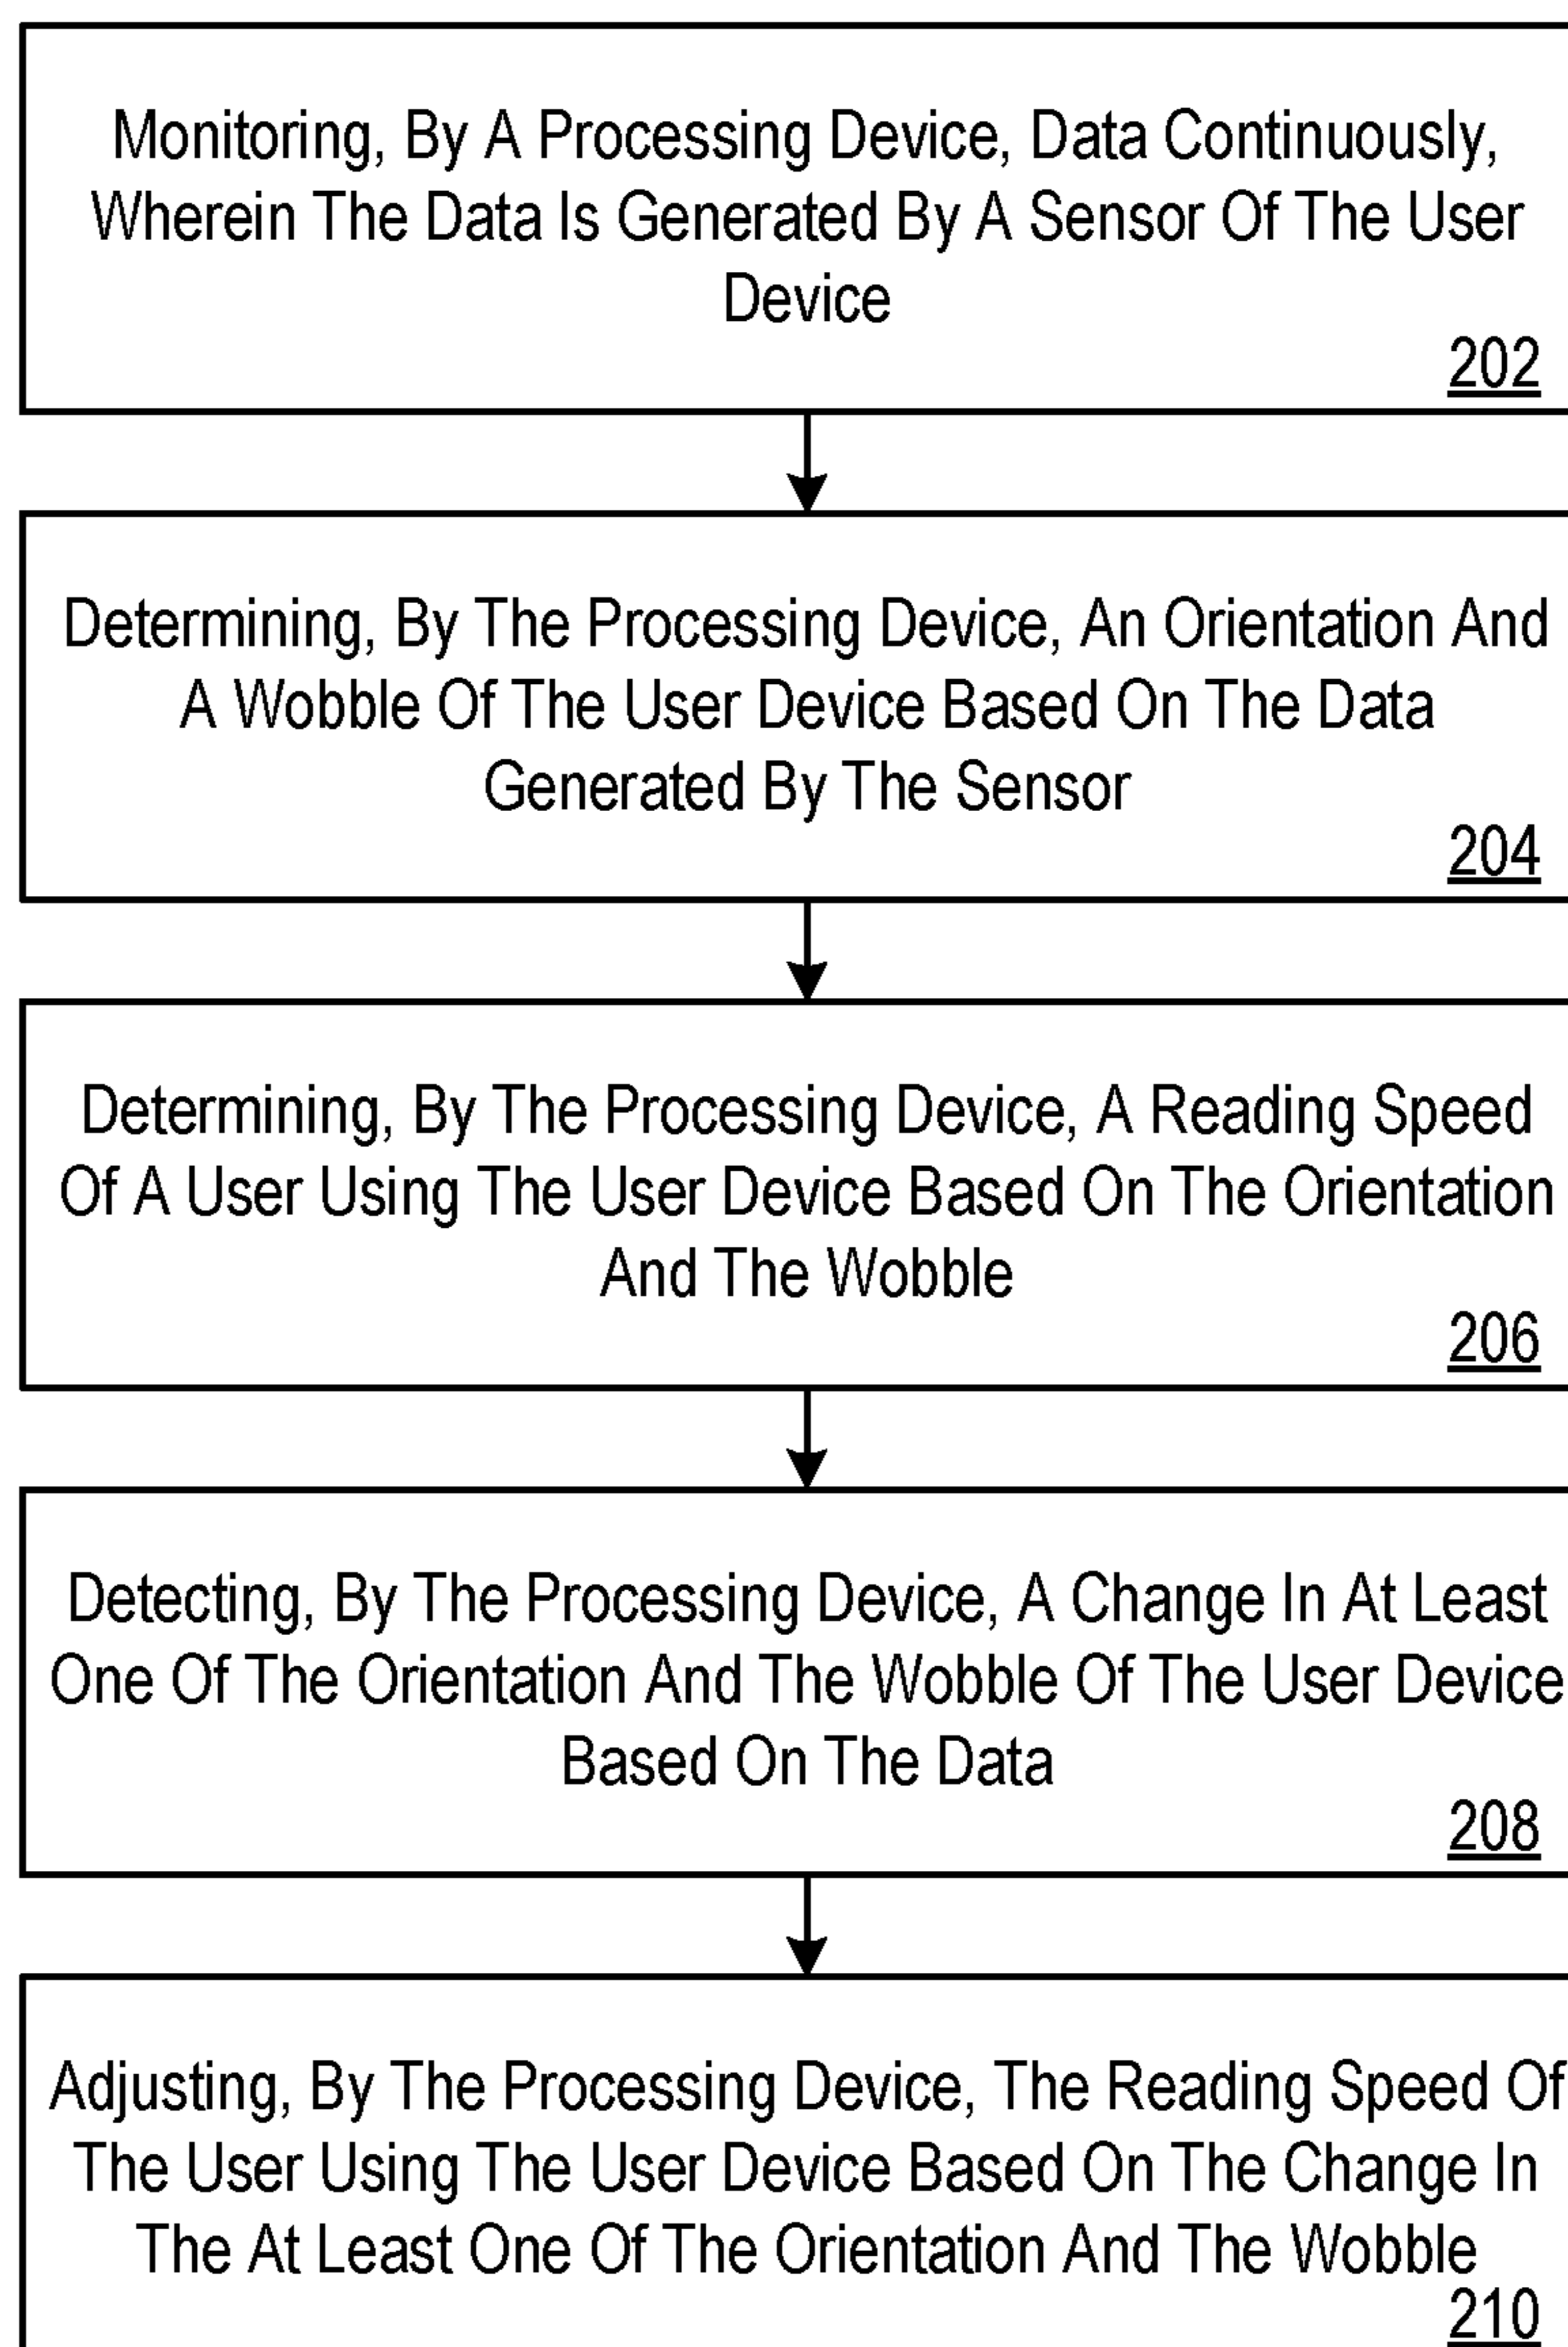 Monitoring, By A Processing Device, Data Continuously,
Wherein The Data Is Generated By A Sensor Of The User
Device
202
Determining, By The Processing Device, An Orientation And
A Wobble Of The User Device Based On The Data
Generated By The Sensor
204
Determining, By The Processing Device, A Reading Speed
Of A User Using The User Device Based On The Orientation
And The Wobble
206
Detecting, By The Processing Device, A Change In At Least
One Of The Orientation And The Wobble Of The User Device
Based On The Data
208
Adjusting, By The Processing Device, The Reading Speed Of
The User Using The User Device Based On The Change In
The At Least One Of The Orientation And The Wobble
210